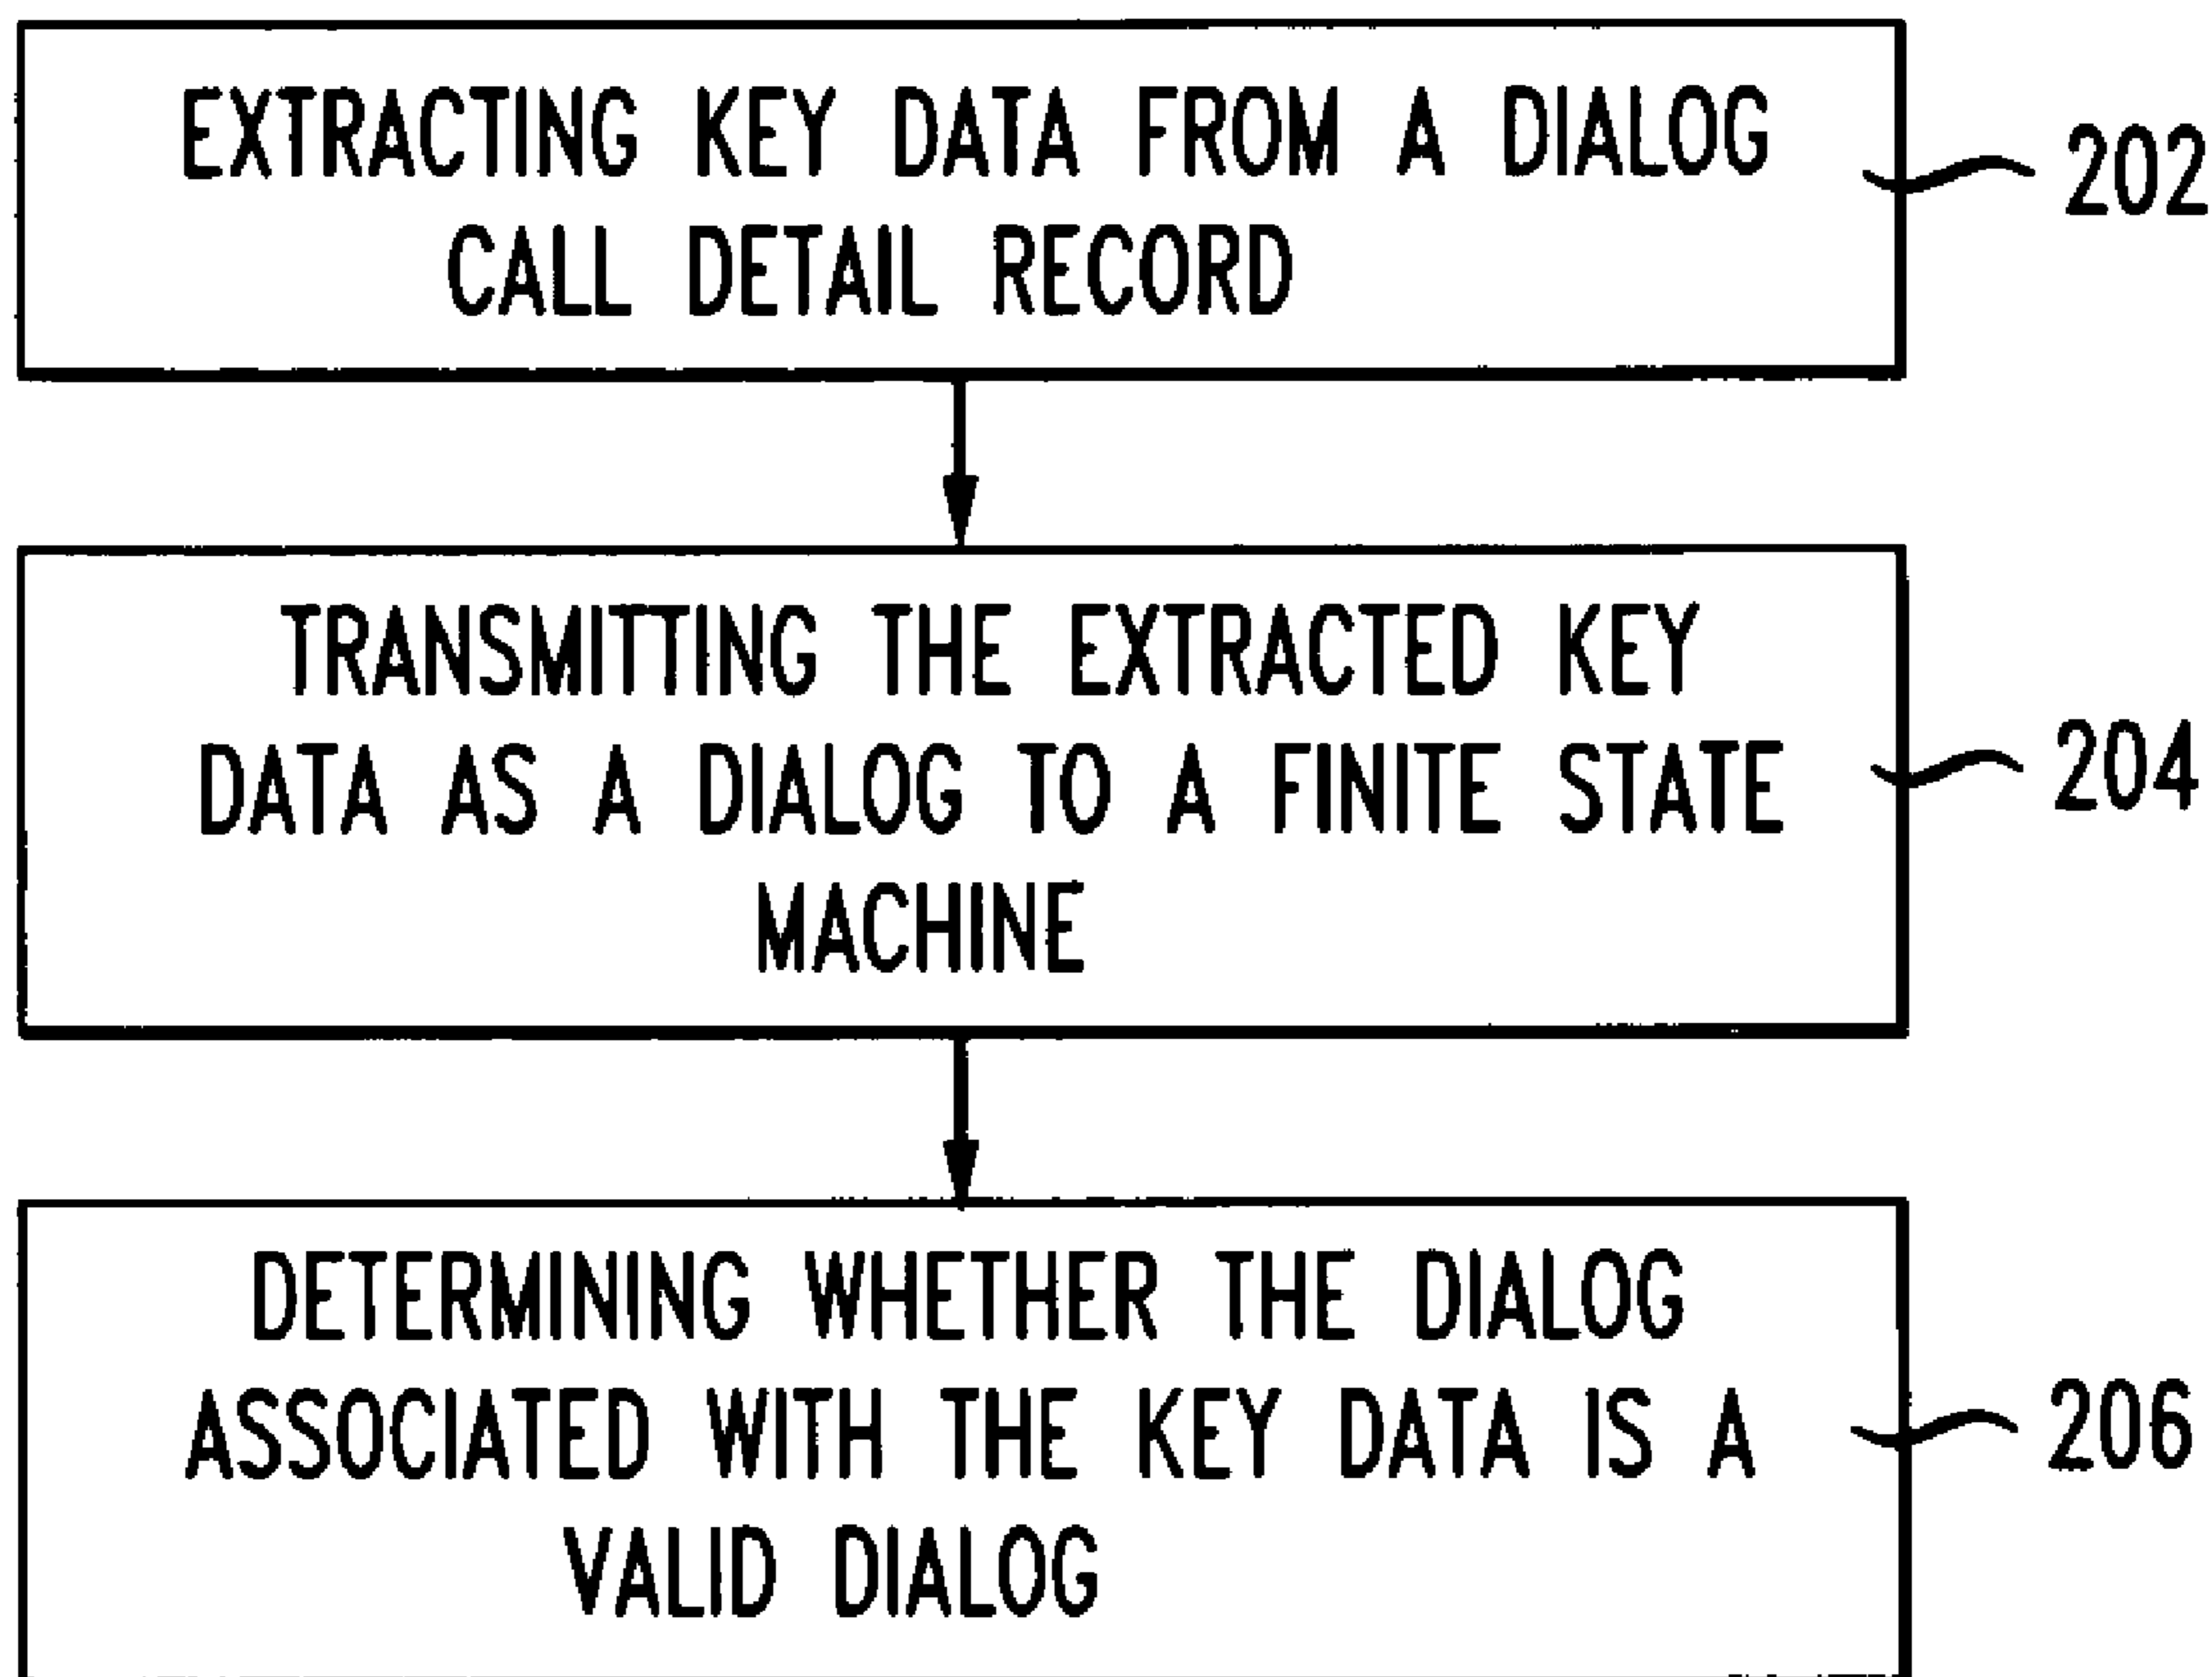 EXTRACTING KEY DATA FROM A DIALOG
CALL DETAIL RECORD
202
TRANSMITTING THE EXTRACTED KEY
DATA AS A DIALOG TO A FINITE STATE
MACHINE
204
DETERMINING WHETHER THE DIALOG
ASSOCIATED WITH THE KEY DATA IS A
VALID DIALOG
206